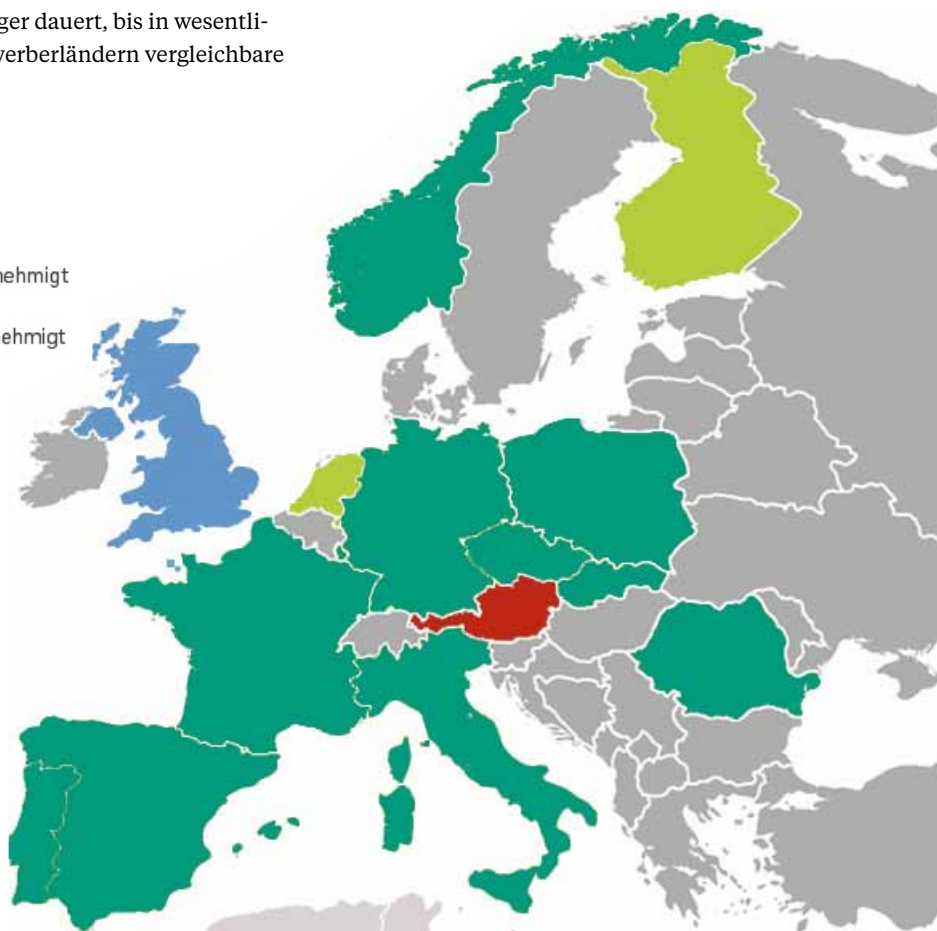 ger dauert, bis in wesentli-
verberländern vergleichbare
nehmigt
ehmigt